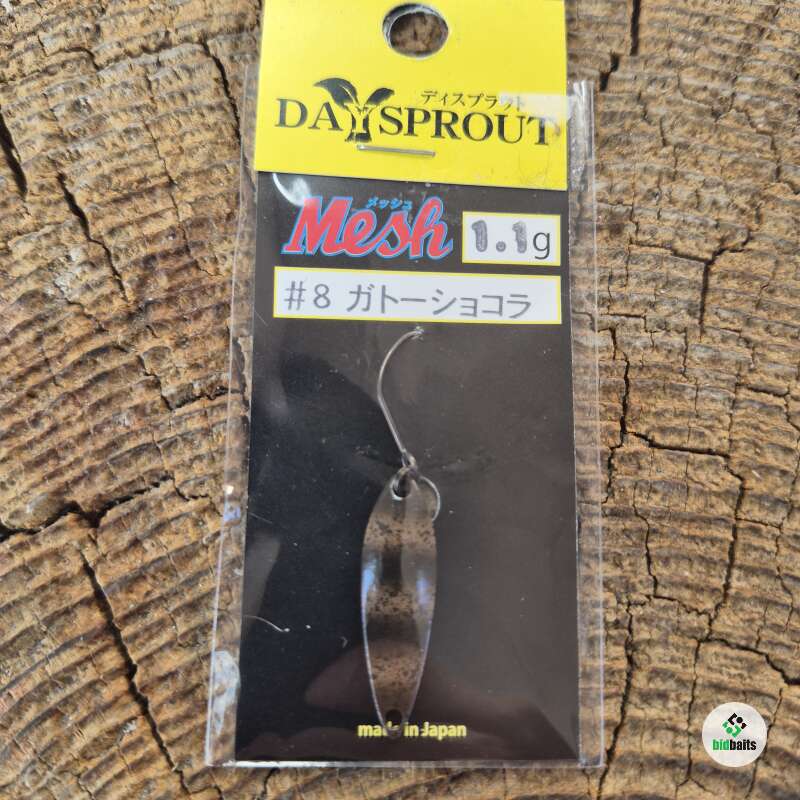 ディスプラウト
DAYSPROUT
メッシュ
Mesh 1.1g
#8 ガトーショコラ
made in Japan
bidbaits